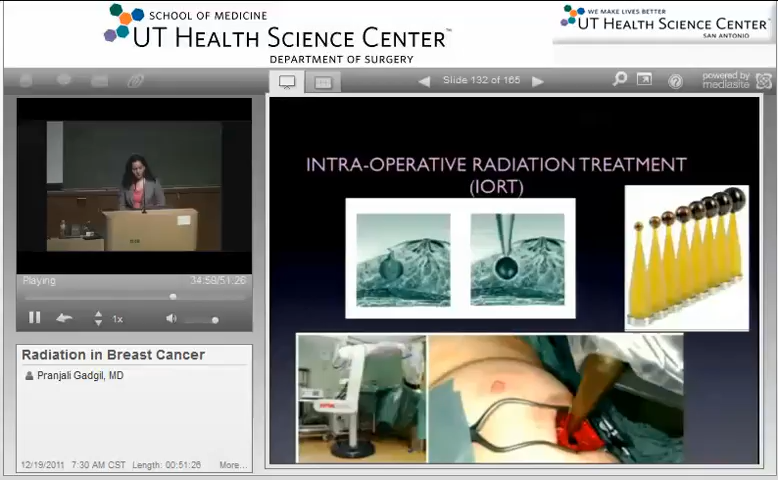 SCHOOL OF MEDICINE
UT HEALTH SCIENCE CENTER™
DEPARTMENT OF SURGERY
WE MAKE LIVES BETTER
UT HEALTH SCIENCE CENTER
SAN ANTONIO
Slide 132 of 165
powered by
mediasite
INTRA-OPERATIVE RADIATION TREATMENT
(IORT)
Playing
34:58/51:26
1x
Radiation in Breast Cancer
Pranjali Gadgil, MD
12/19/2011 7:30 AM CST Length: 00:51:26 More...